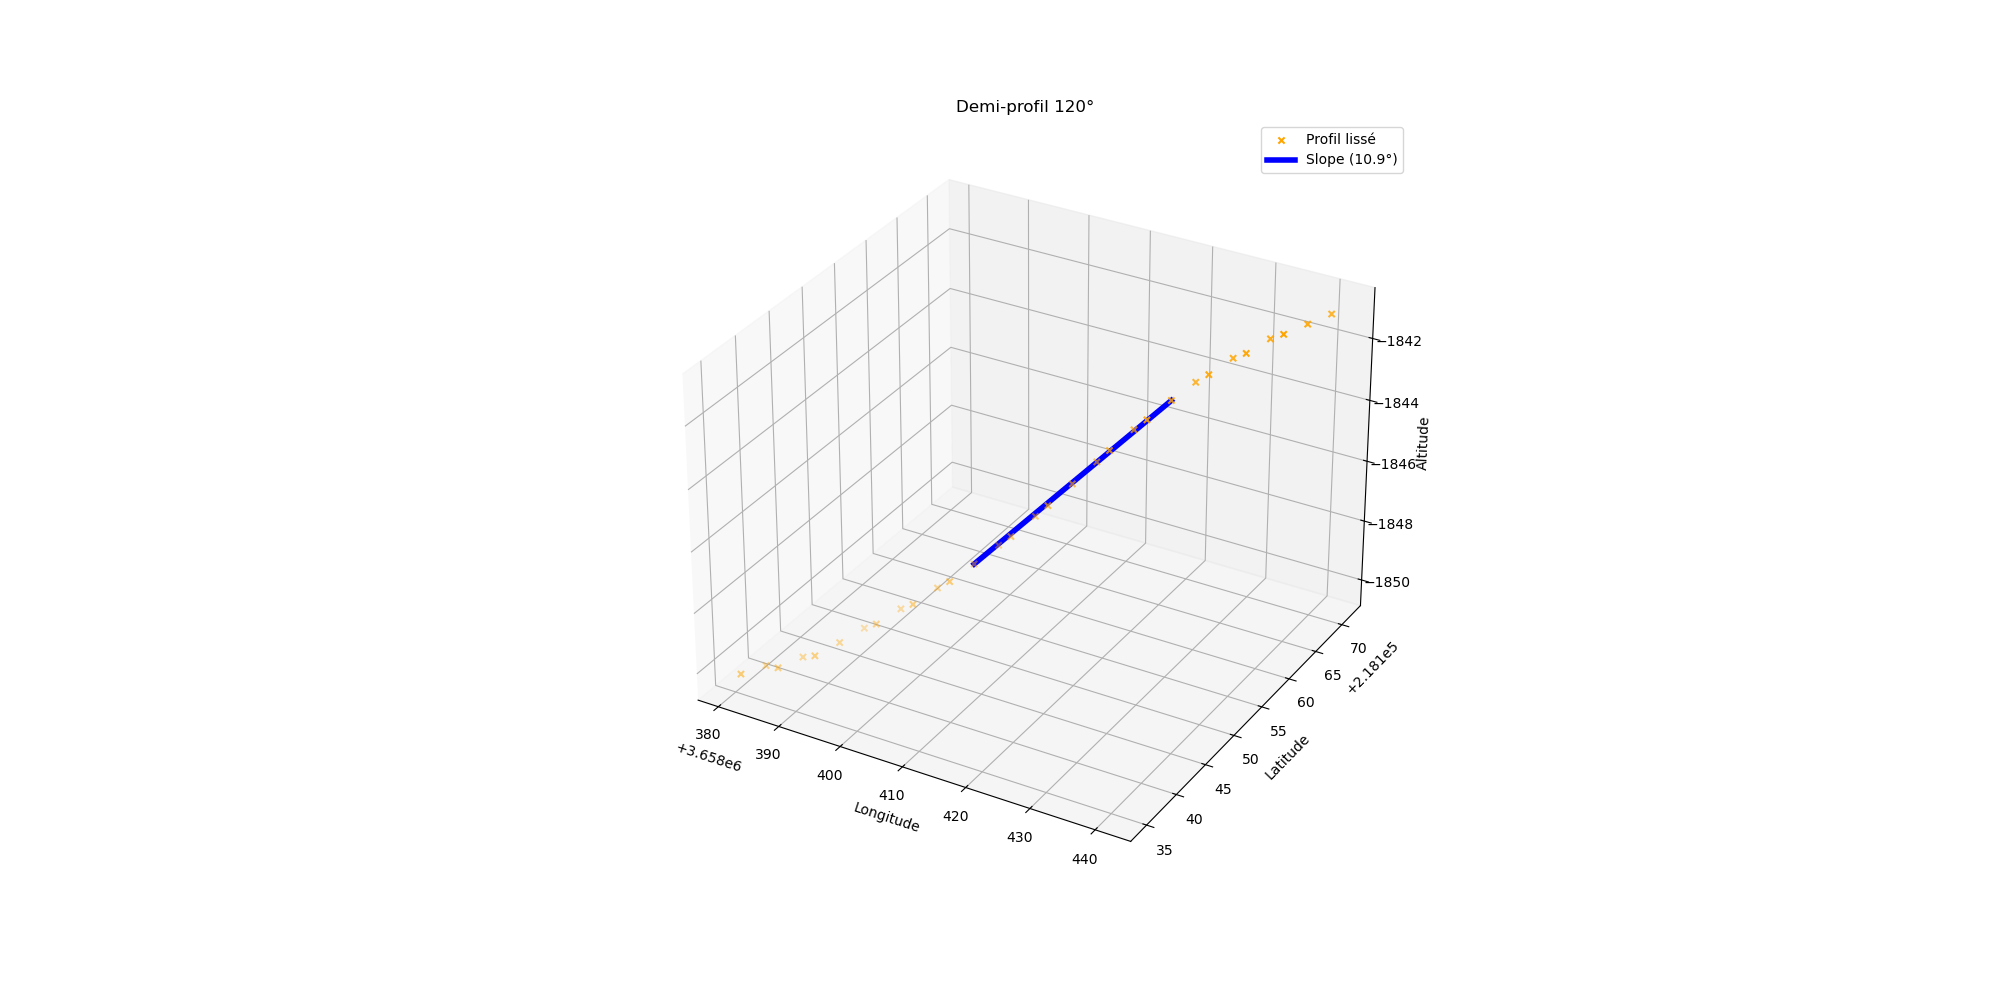 Demi-profil 120°
Profil lissé
Slope (10.9°)
−1842
−1844
−1846
−1848
−1850
Altitude
70
65
60
55
50
45
40
35
+2.181e5
Latitude
380
390
400
410
420
430
440
+3.658e6
Longitude